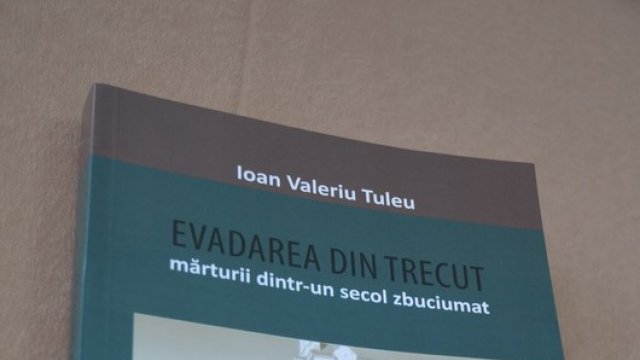 Ioan Valeriu Tuleu
EVADAREA DIN TRECUT
mărturii dintr-un secol zbuciumat